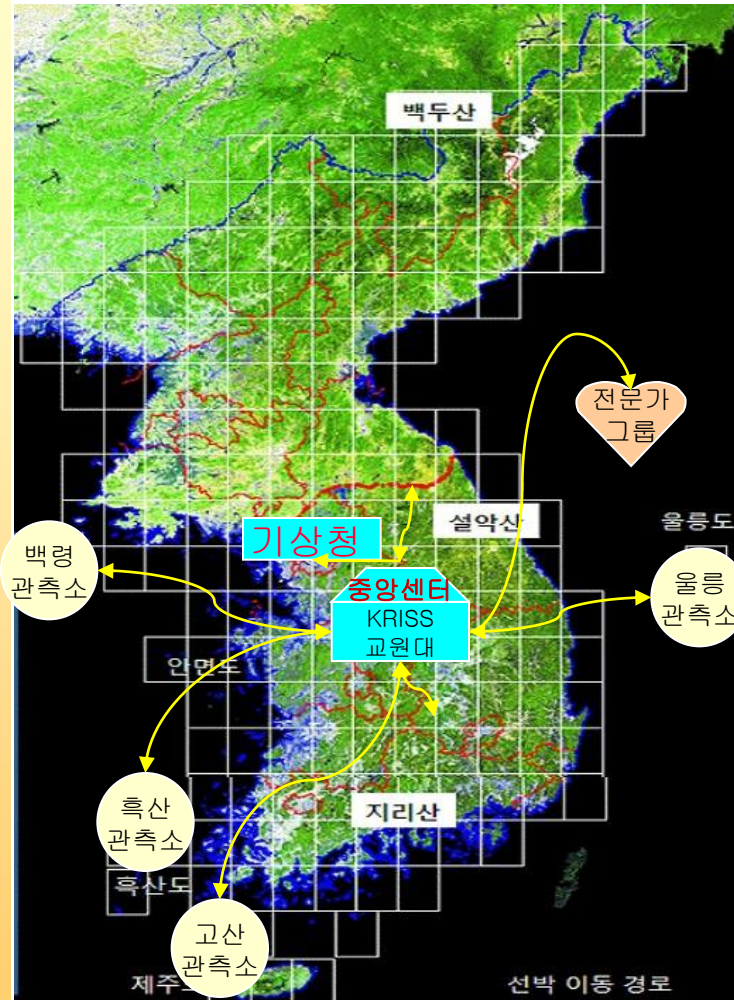 백두산
전문가
그룹
설악산
울릉도
기상청
백령
관측소
중앙센터
KRISS
교원대
울릉
관측소
안면도
흑산
관측소
지리산
흑산도
고산
관측소
선박 이동 경로